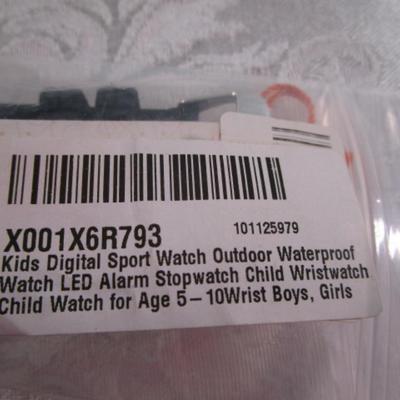 X001X6R793
101125979
Kids Digital Sport Watch Outdoor Waterproof
Watch LED Alarm Stopwatch Child Wristwatch
Child Watch for Age 5-10Wrist Boys, Girls